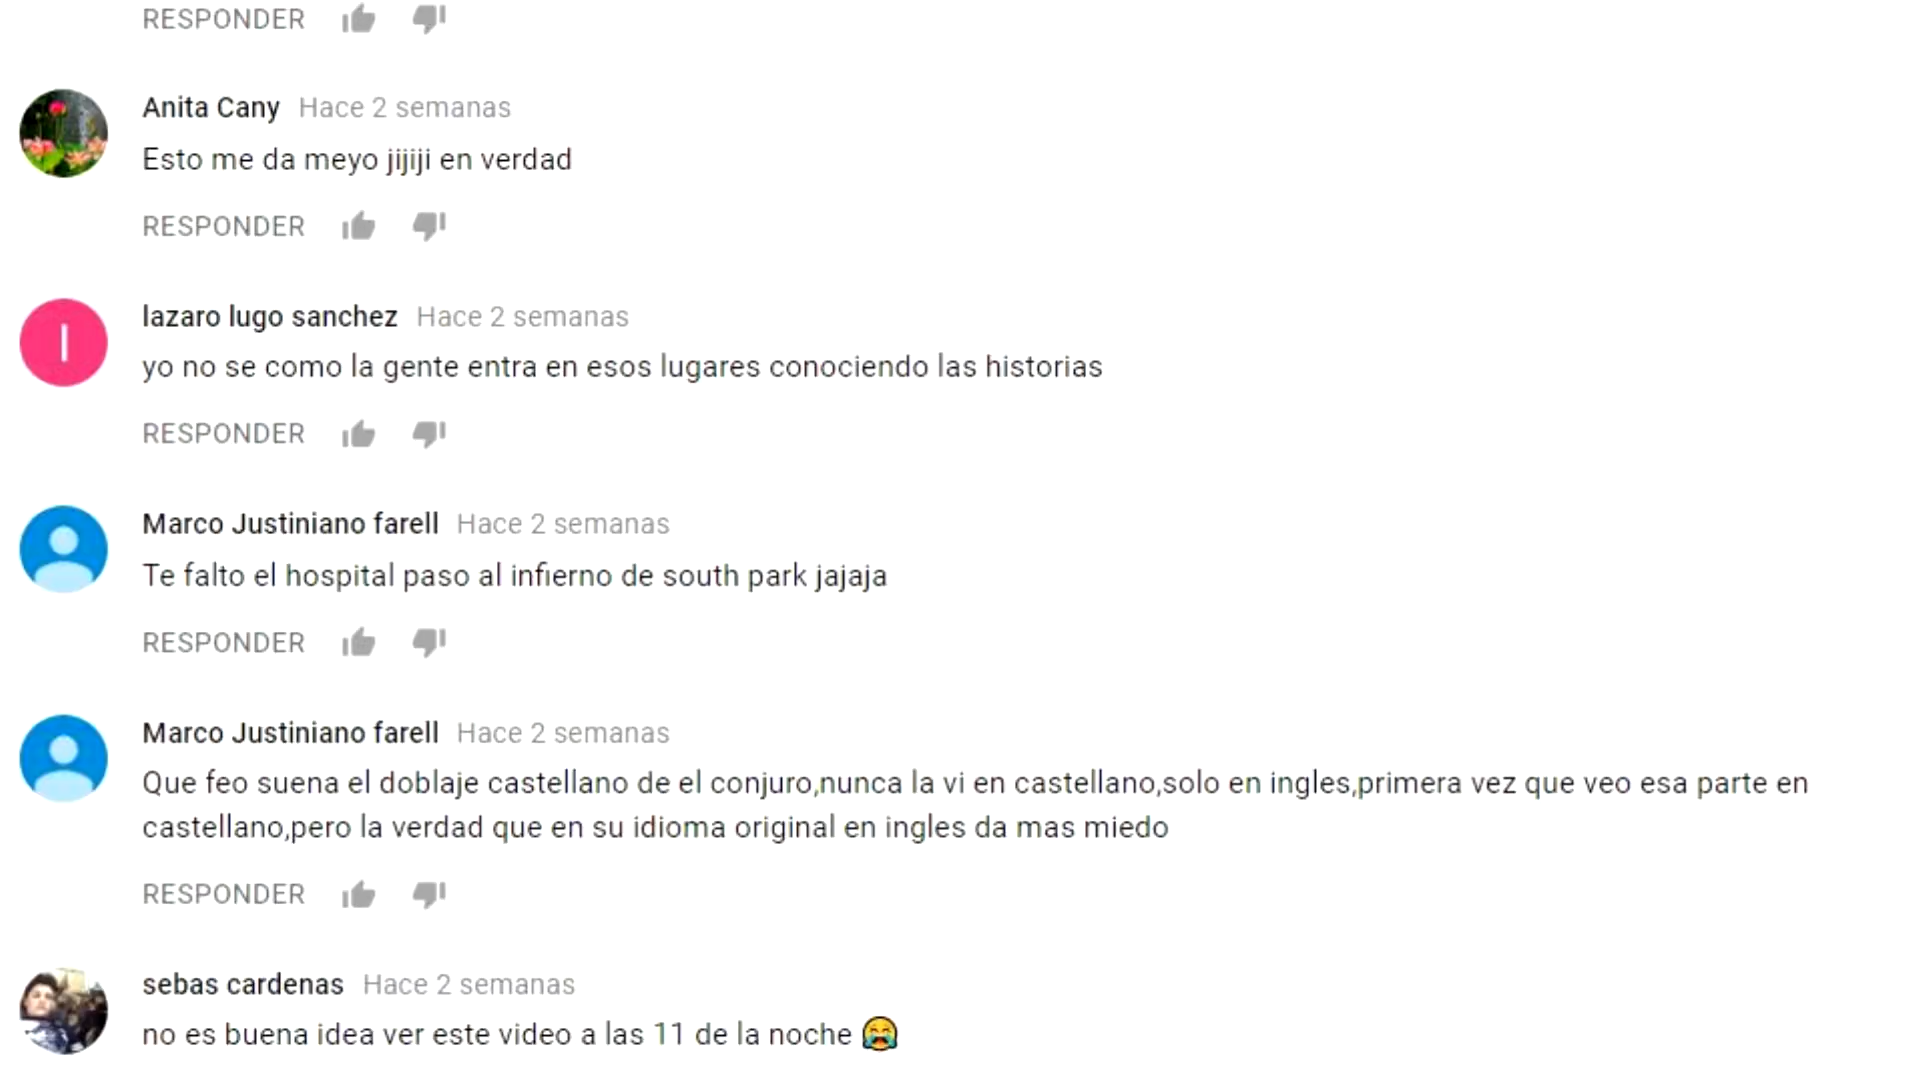 RESPONDER
Anita Cany Hace 2 semanas
Esto me da meyo jijiji en verdad
RESPONDER
lazaro lugo sanchez Hace 2 semanas
l
yo no se como la gente entra en esos lugares conociendo las historias
RESPONDER
Marco Justiniano farell Hace 2 semanas
Te falto el hospital paso al infierno de south park jajaja
RESPONDER
Marco Justiniano farell Hace 2 semanas
Que feo suena el doblaje castellano de el conjuro,nunca la vi en castellano,solo en ingles,primera vez que veo esa parte en
castellano,pero la verdad que en su idioma original en ingles da mas miedo
RESPONDER
sebas cardenas Hace 2 semanas
no es buena idea ver este video a las 11 de la noche 😭